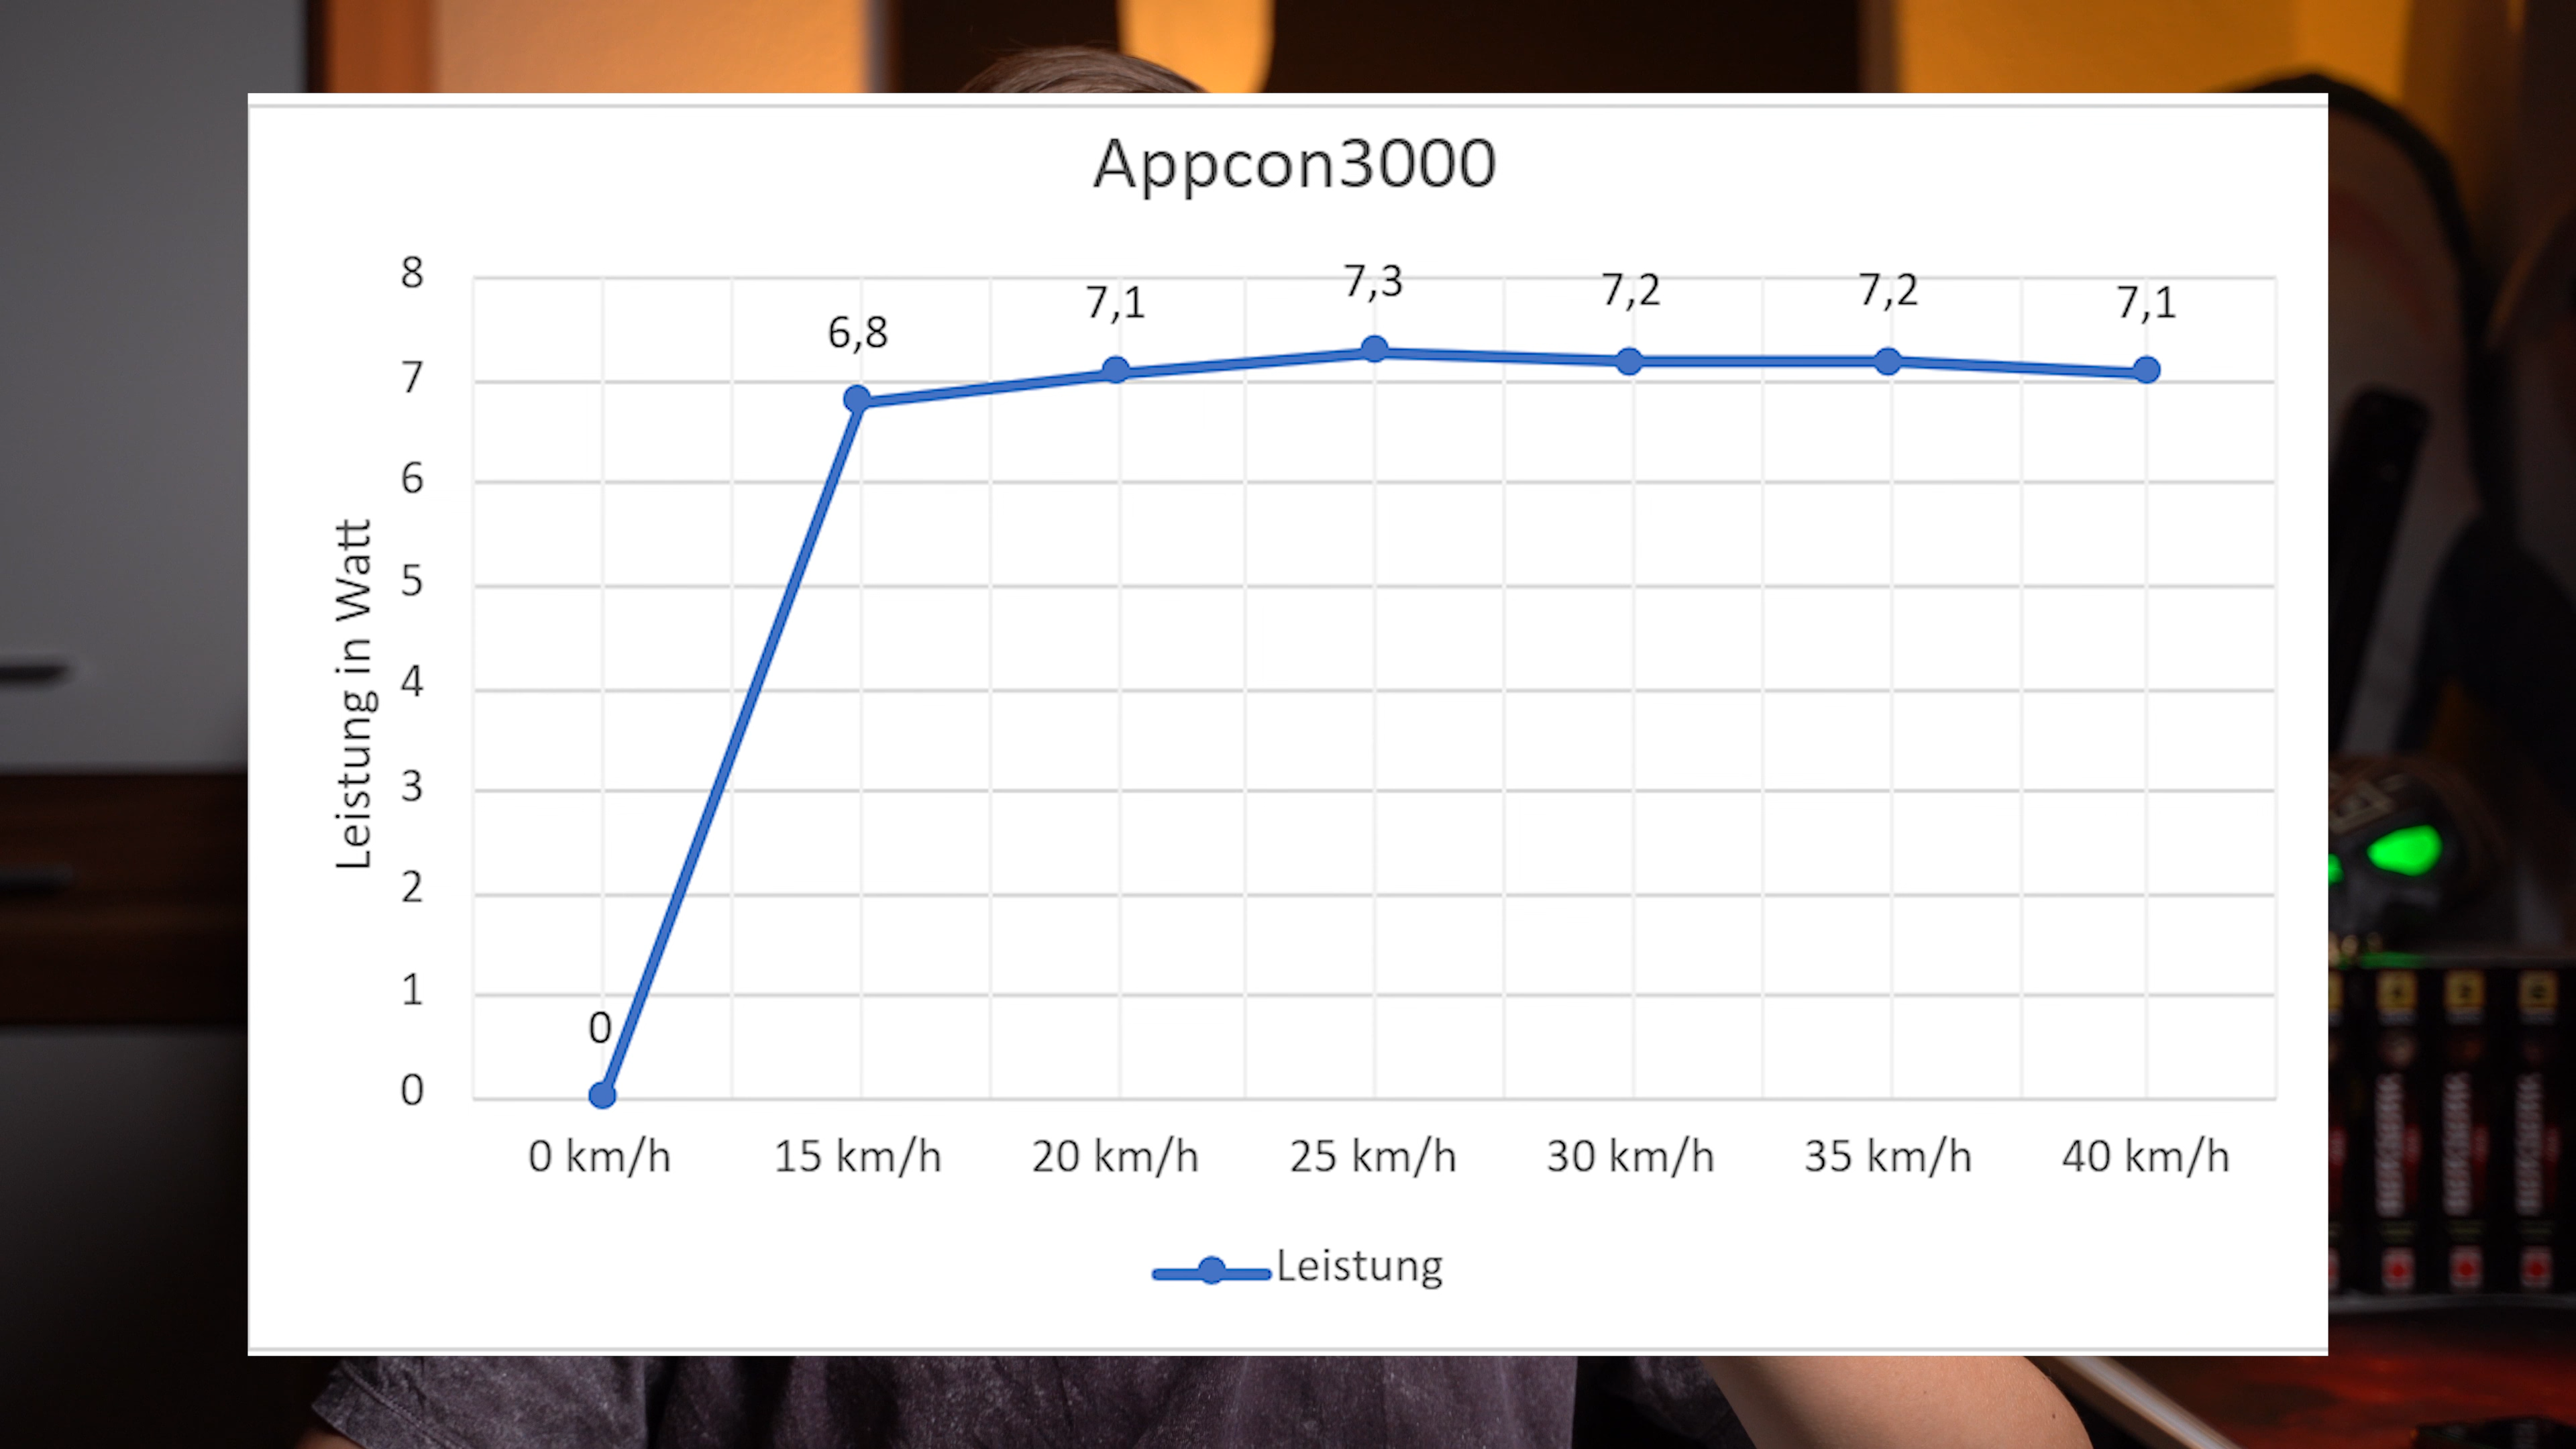 Appcon3000
8
7
6
5
4
3
2
1
0
Leistung in Watt
0
6,8
7,1
7,3
7,2
7,2
7,1
0 km/h
15 km/h
20 km/h
25 km/h
30 km/h
35 km/h
40 km/h
Leistung